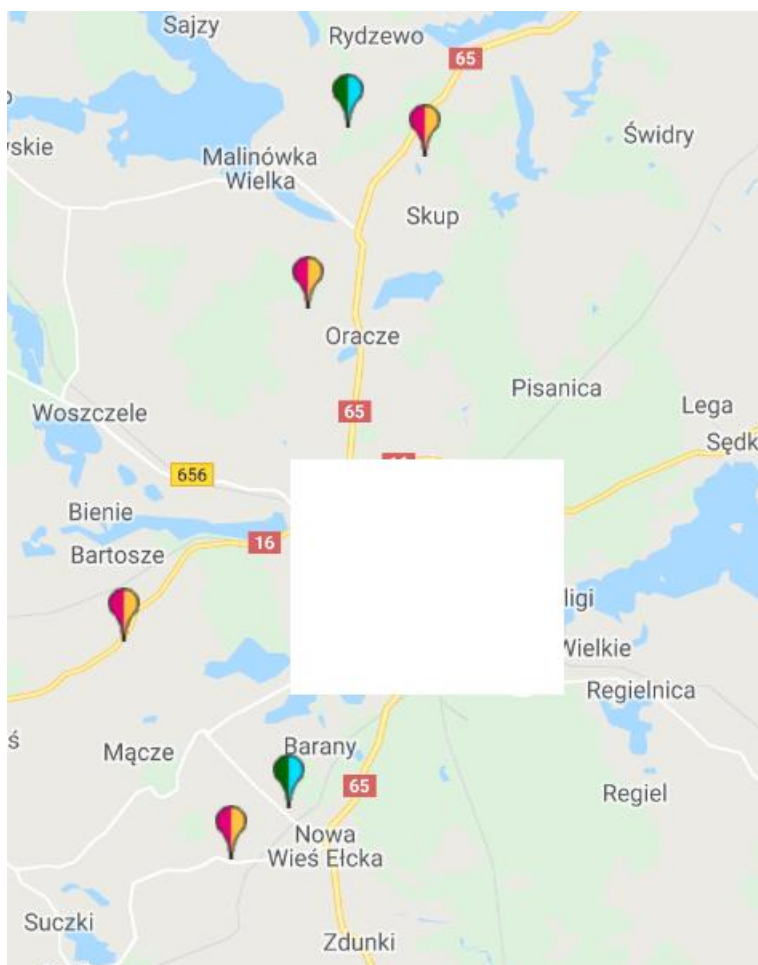 Sajzy
Rydzewo
65
skie
Świdry
Malinówka
Wielka
Skup
Oracze
Pisanica
65
Lega
Woszczele
Sędk
656
Bienie
16
Bartosze
ligi
Wielkie
Regielnica
ś
Mącze
Barany
65
Regiel
Nowa
Wieś Ełcka
Suczki
Zdunki